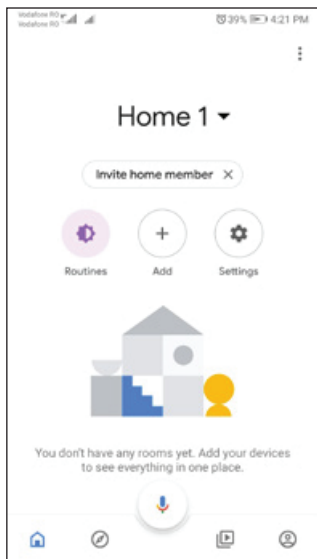 Vodafone RO
Vodafone RO
39% 4:21 PM
Home 1
Invite home member
Routines Add Settings
You don't have any rooms yet. Add your devices
to see everything in one place.